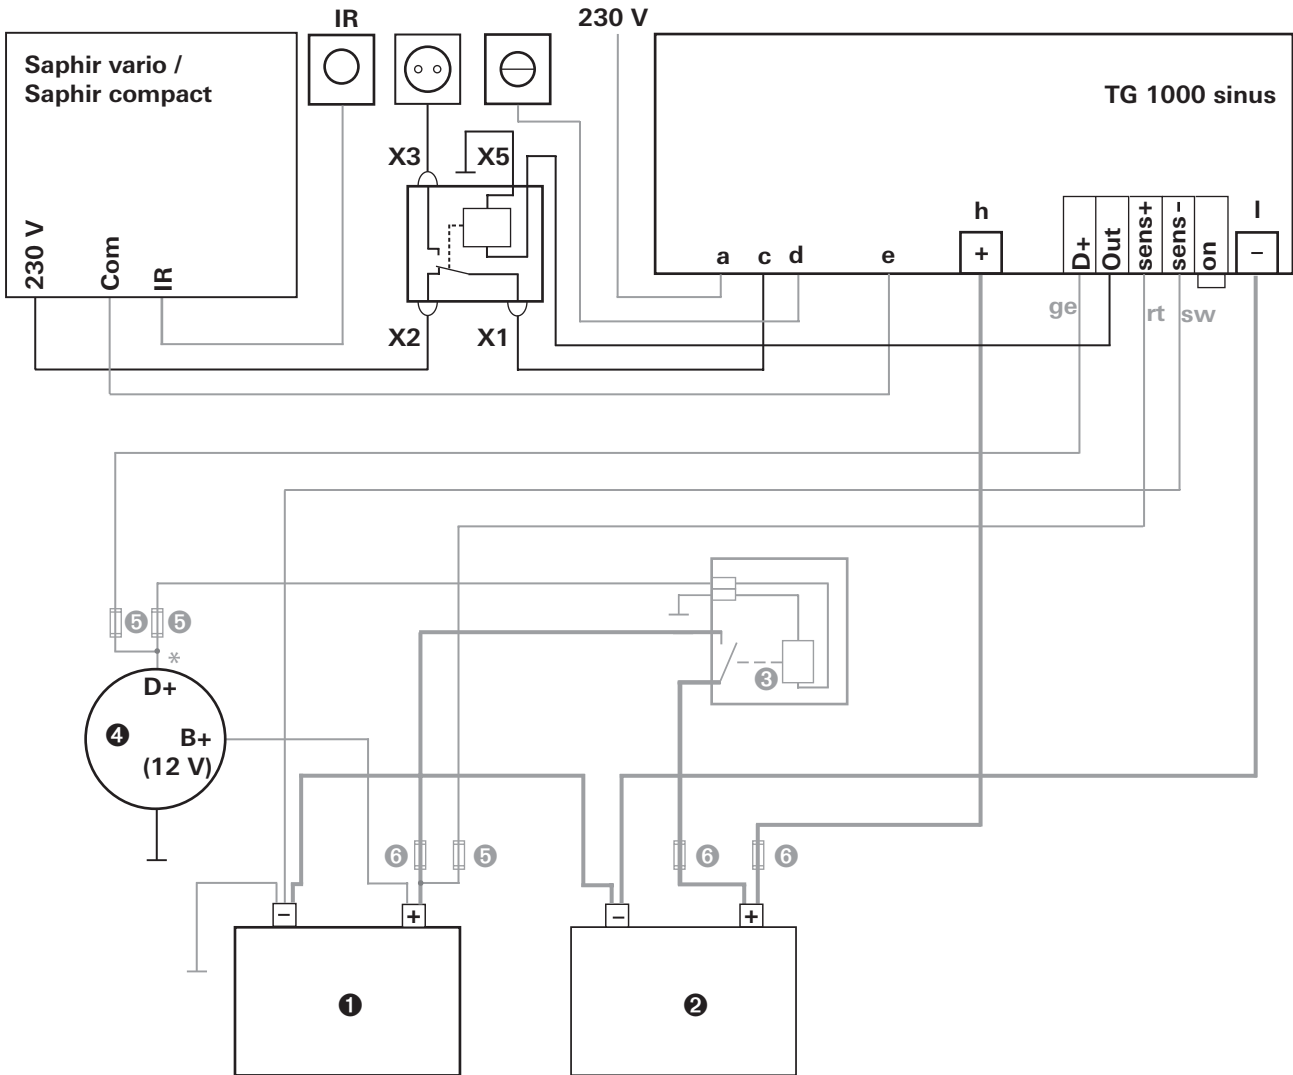 IR
230 V
Saphir vario /
Saphir compact
TG 1000 sinus
X3
X5
h
l
230 V
Com
IR
a
c
d
e
+
D+
Out
sens+
sens-
on
–
ge
rt
sw
X2
X1
❺
❺
*
❸
D+
❹
B+
(12 V)
❻
❺
❻
❻
–
+
–
+
❶
❷